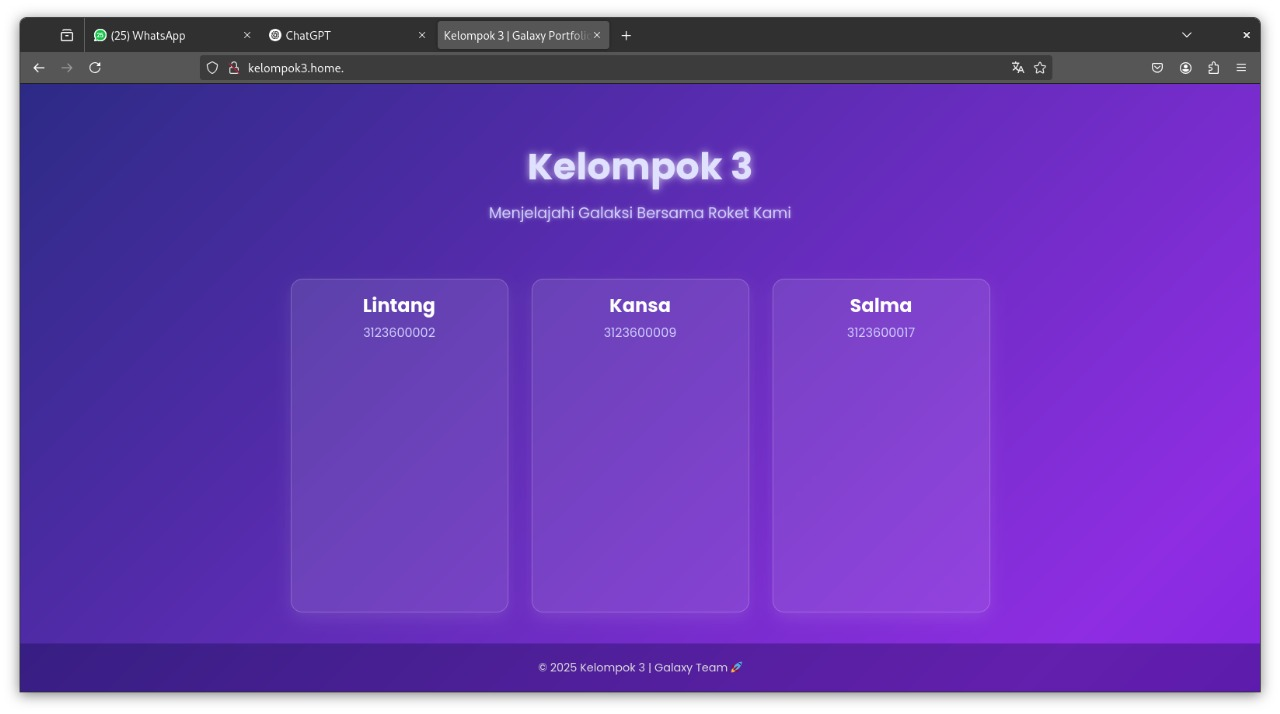 (25) WhatsApp
ChatGPT
Kelompok 3 | Galaxy Portfolio
kelompok3.home.
Kelompok 3
Menjelajahi Galaksi Bersama Roket Kami
Lintang
3123600002
Kansa
3123600009
Salma
3123600017
© 2025 Kelompok 3 | Galaxy Team 🚀